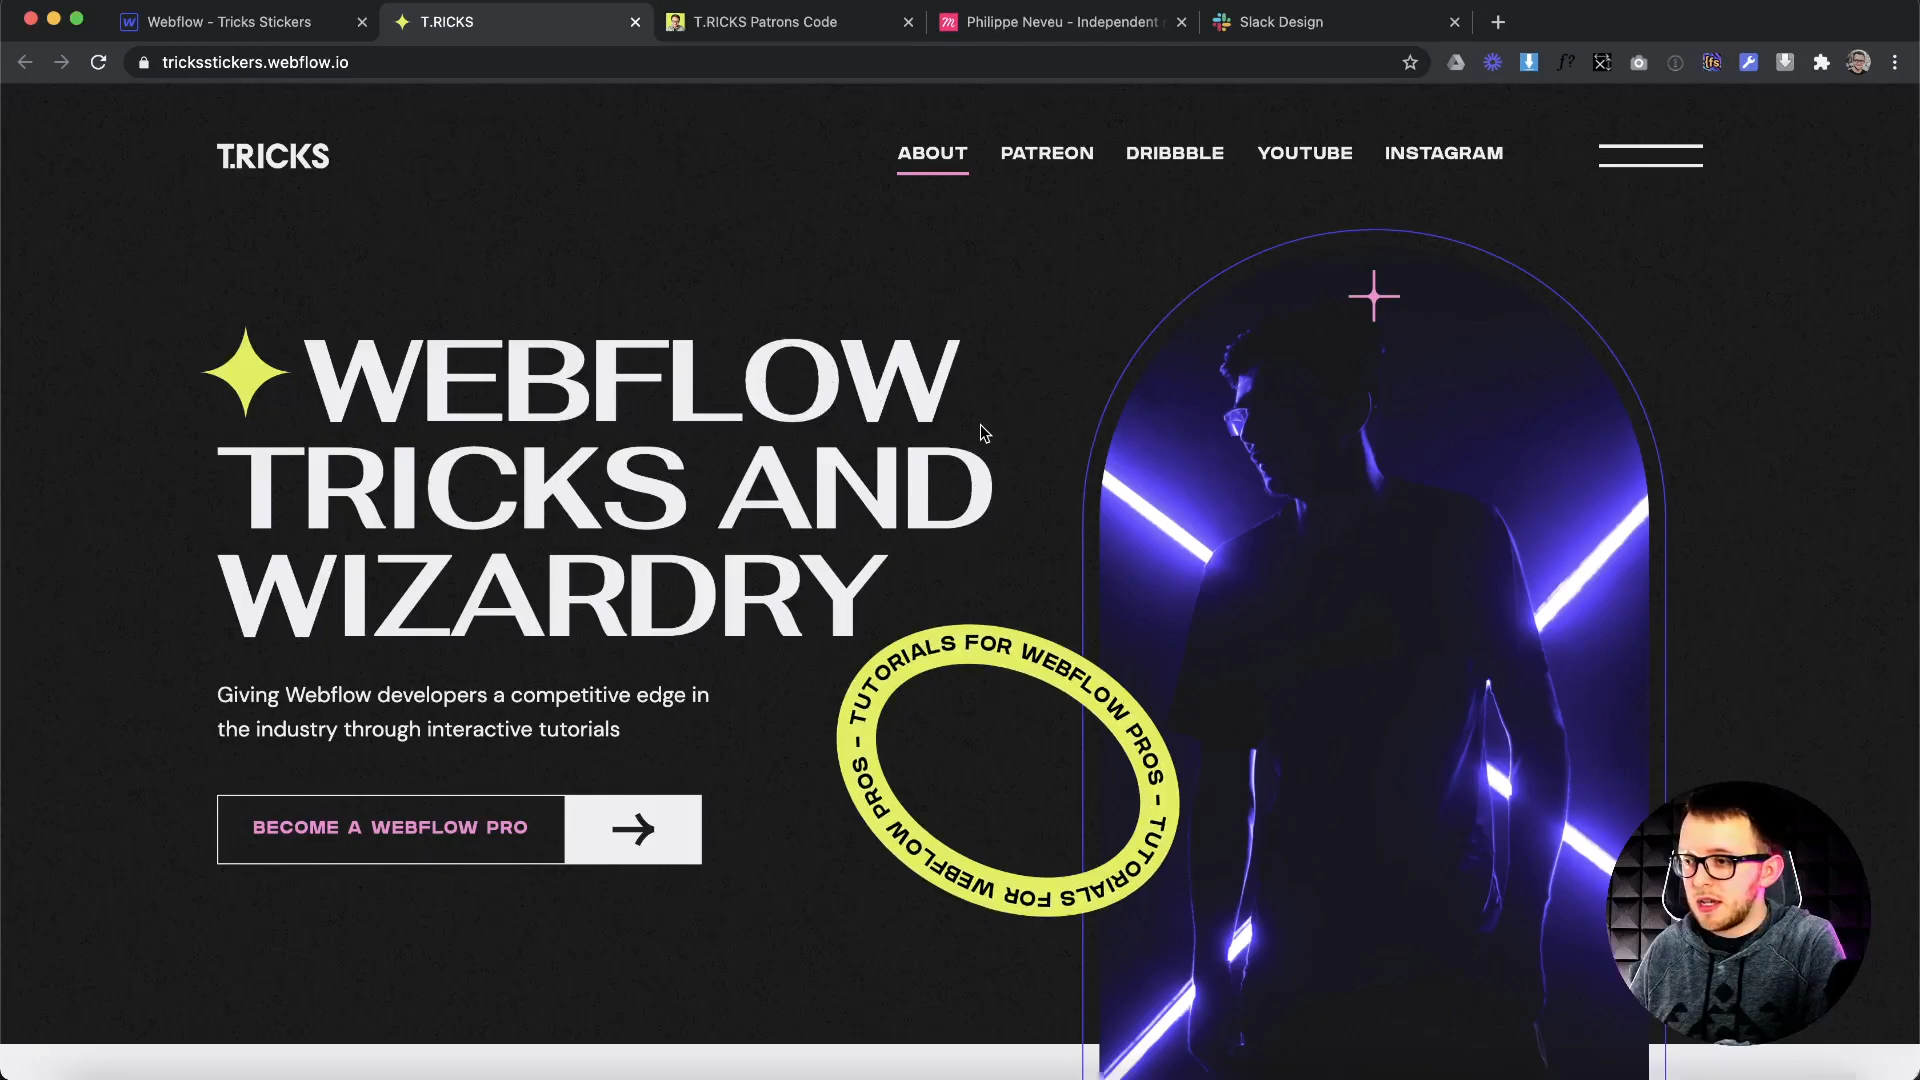 Webflow - Tricks Stickers
T.RICKS
T.RICKS Patrons Code
Philippe Neveu - Independent
Slack Design
tricksstickers.webflow.io
T.RICKS
ABOUT
PATREON
DRIBBBLE
YOUTUBE
INSTAGRAM
WEBFLOW
TRICKS AND
WIZARDRY
Giving Webflow developers a competitive edge in
the industry through interactive tutorials
BECOME A WEBFLOW PRO
TUTORIALS FOR WEBFLOW PROS - TUTORIALS FOR WEBFLOW PROS -